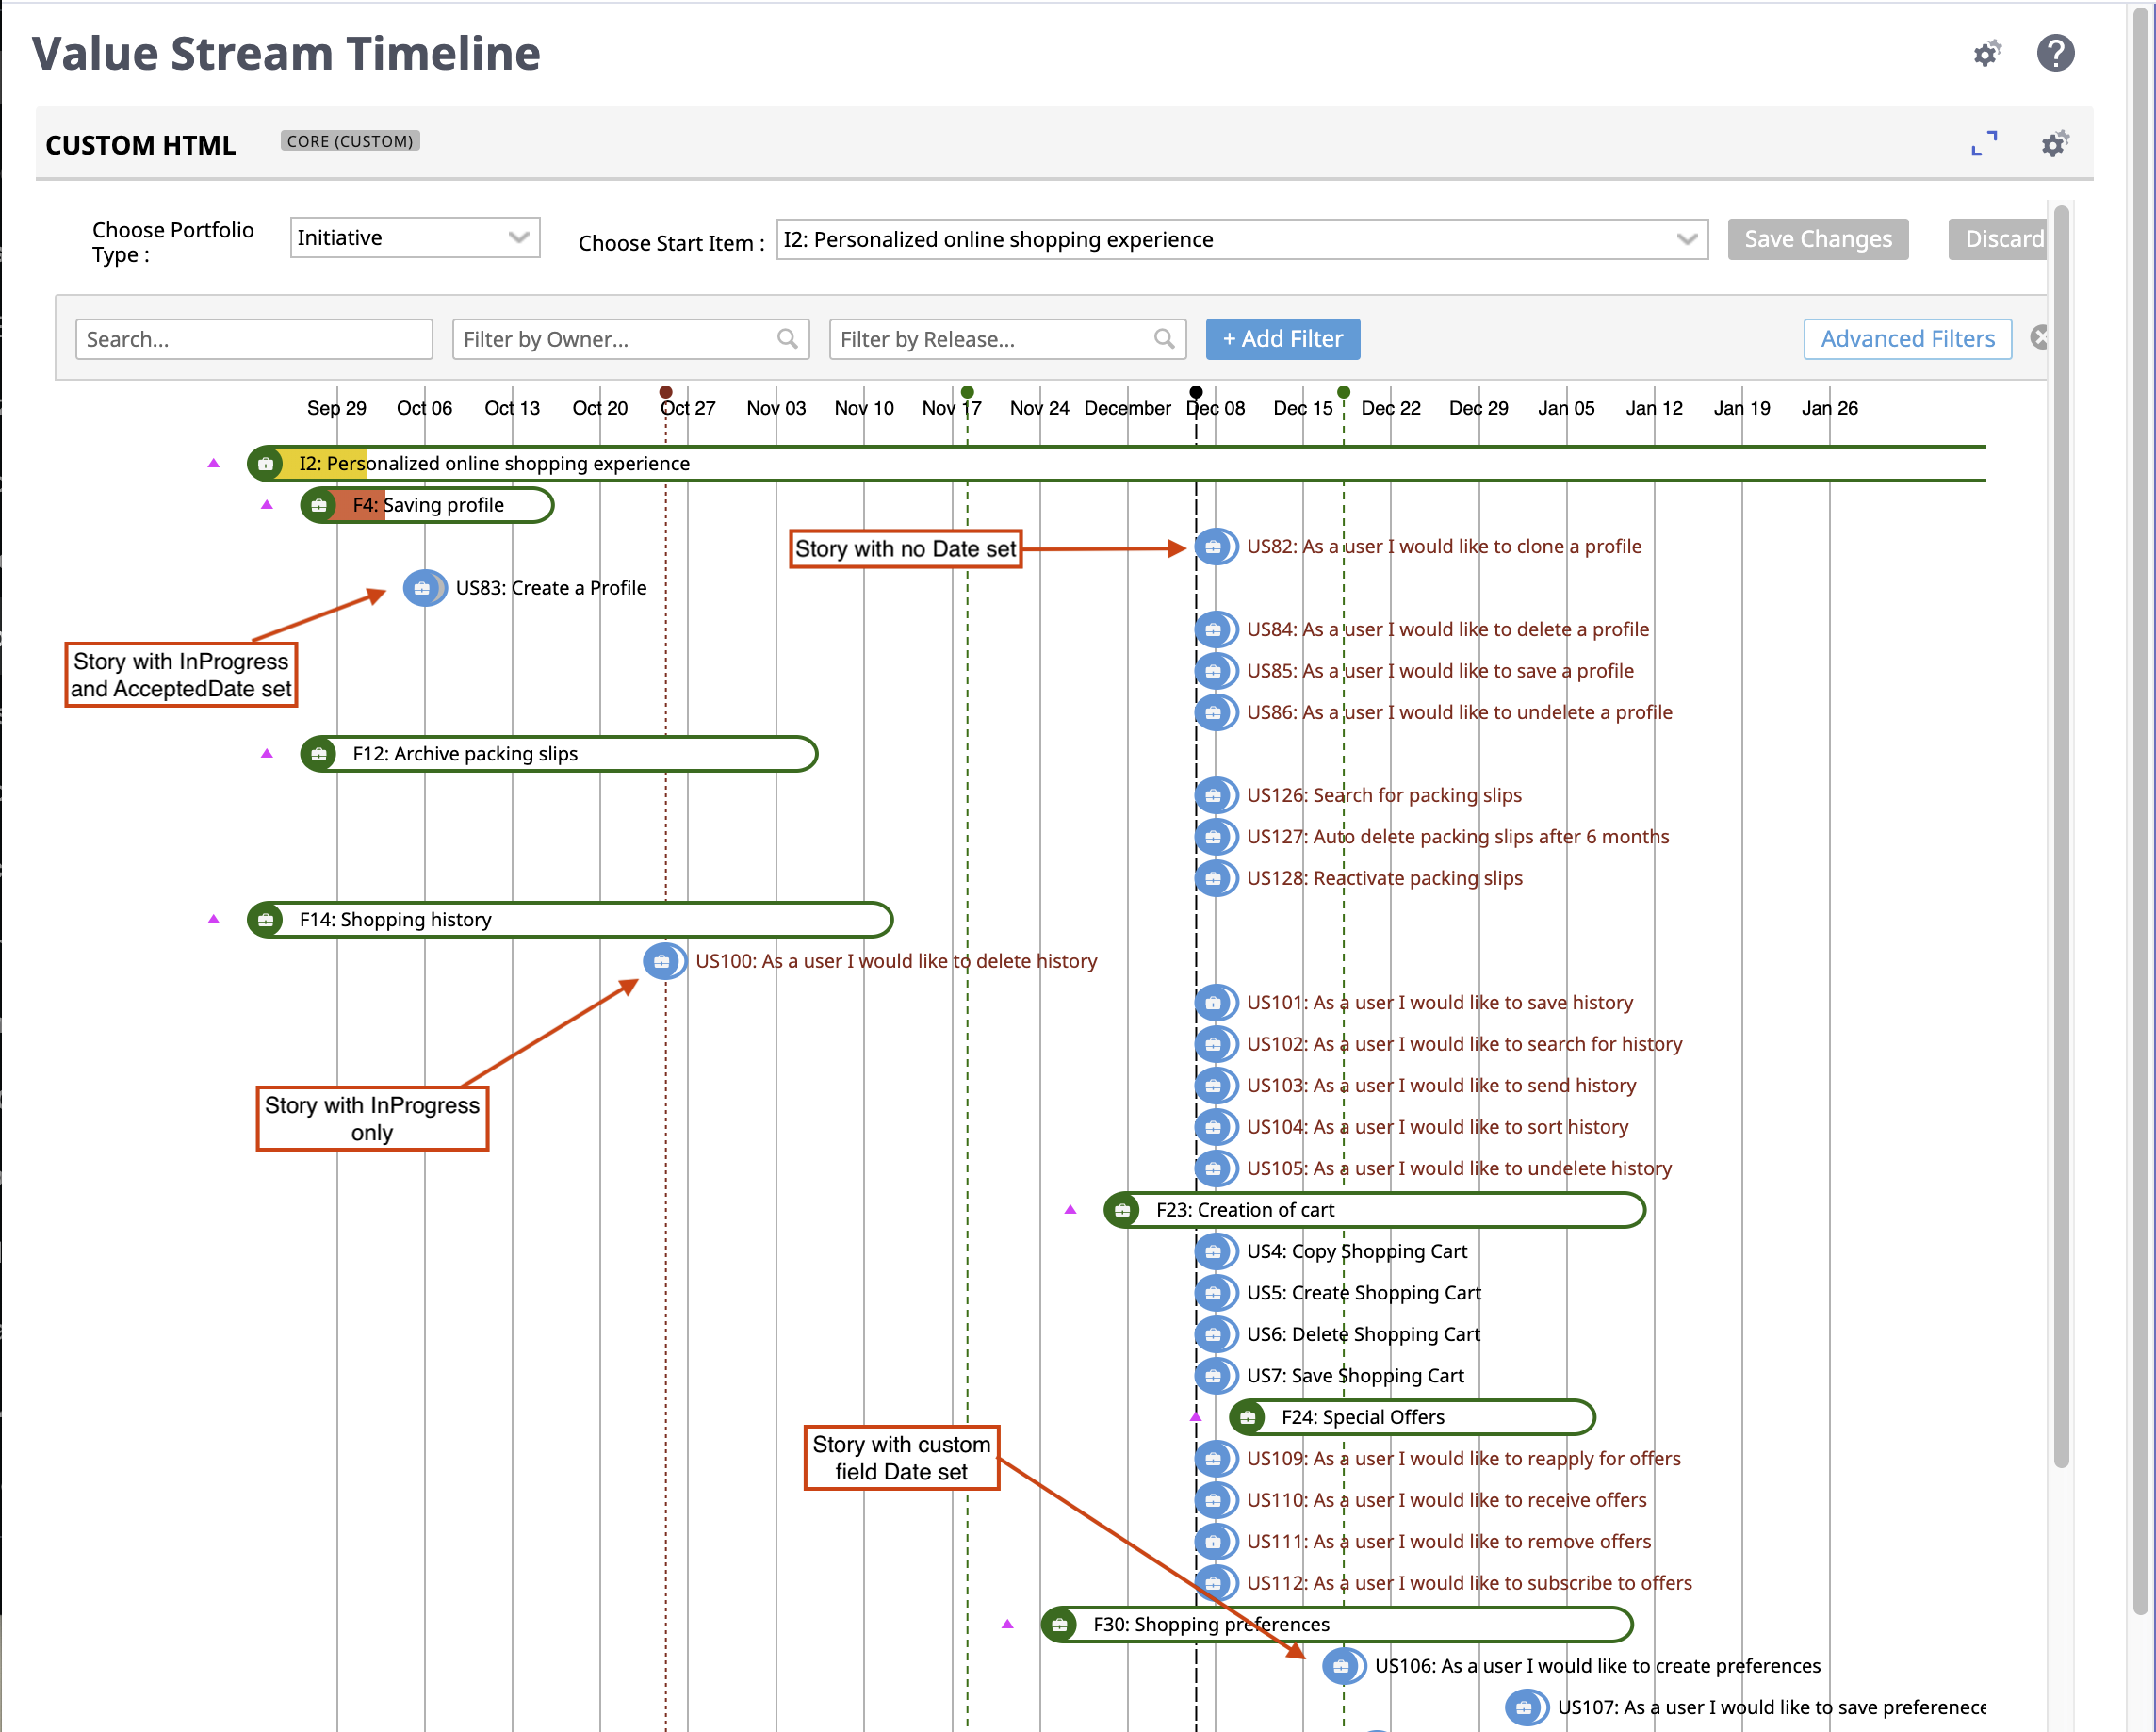 Value Stream Timeline
CUSTOM HTML CORE (CUSTOM)
Choose Portfolio
Type :
Initiative
Choose Start Item :
I2: Personalized online shopping experience
Save Changes
Discard
Search...
Filter by Owner...
Filter by Release...
+ Add Filter
Advanced Filters
Sep 29 Oct 06 Oct 13 Oct 20 Oct 27 Nov 03 Nov 10 Nov 17 Nov 24 December Dec 08 Dec 15 Dec 22 Dec 29 Jan 05 Jan 12 Jan 19 Jan 26
I2: Personalized online shopping experience
F4: Saving profile
Story with no Date set
US82: As a user I would like to clone a profile
US83: Create a Profile
US84: As a user I would like to delete a profile
Story with InProgress
and AcceptedDate set
US85: As a user I would like to save a profile
US86: As a user I would like to undelete a profile
F12: Archive packing slips
US126: Search for packing slips
US127: Auto delete packing slips after 6 months
US128: Reactivate packing slips
F14: Shopping history
US100: As a user I would like to delete history
US101: As a user I would like to save history
US102: As a user I would like to search for history
US103: As a user I would like to send history
Story with InProgress
only
US104: As a user I would like to sort history
US105: As a user I would like to undelete history
F23: Creation of cart
US4: Copy Shopping Cart
US5: Create Shopping Cart
US6: Delete Shopping Cart
US7: Save Shopping Cart
F24: Special Offers
Story with custom
field Date set
US109: As a user I would like to reapply for offers
US110: As a user I would like to receive offers
US111: As a user I would like to remove offers
US112: As a user I would like to subscribe to offers
F30: Shopping preferences
US106: As a user I would like to create preferences
US107: As a user I would like to save preferenece